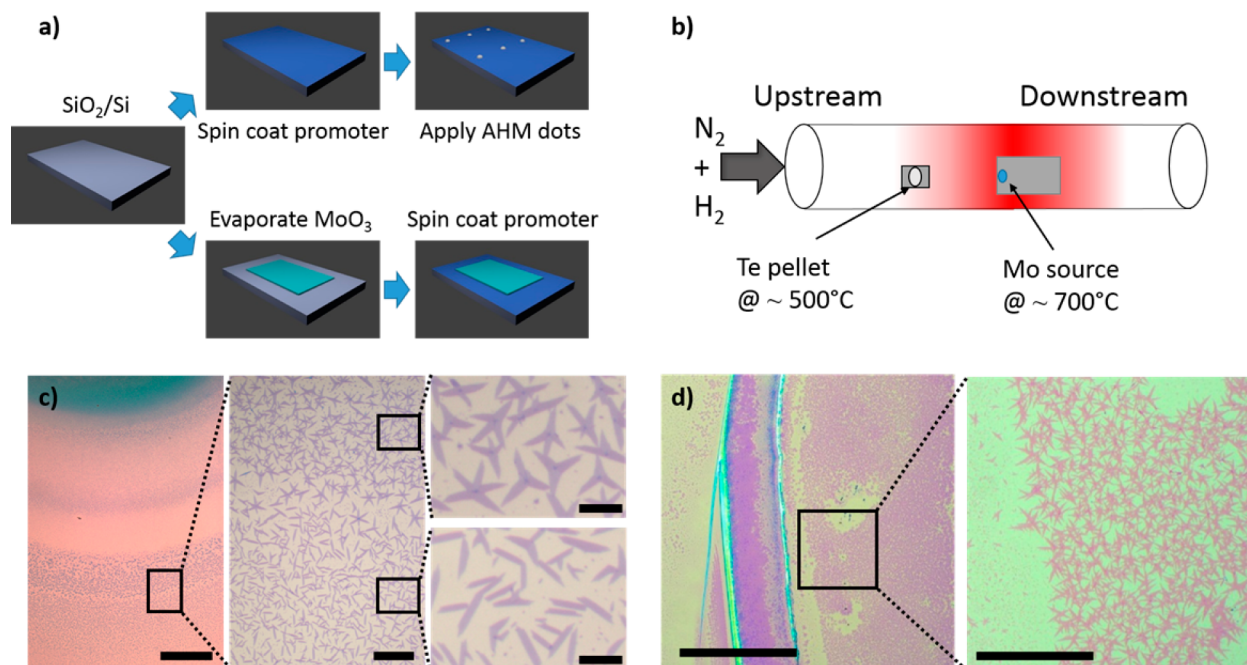 a)
SiO₂/Si
Spin coat promoter
Apply AHM dots
Evaporate MoO₃
Spin coat promoter
b)
Upstream
Downstream
N₂
+
H₂
Te pellet
@ ~ 500°C
Mo source
@ ~ 700°C
c)
d)